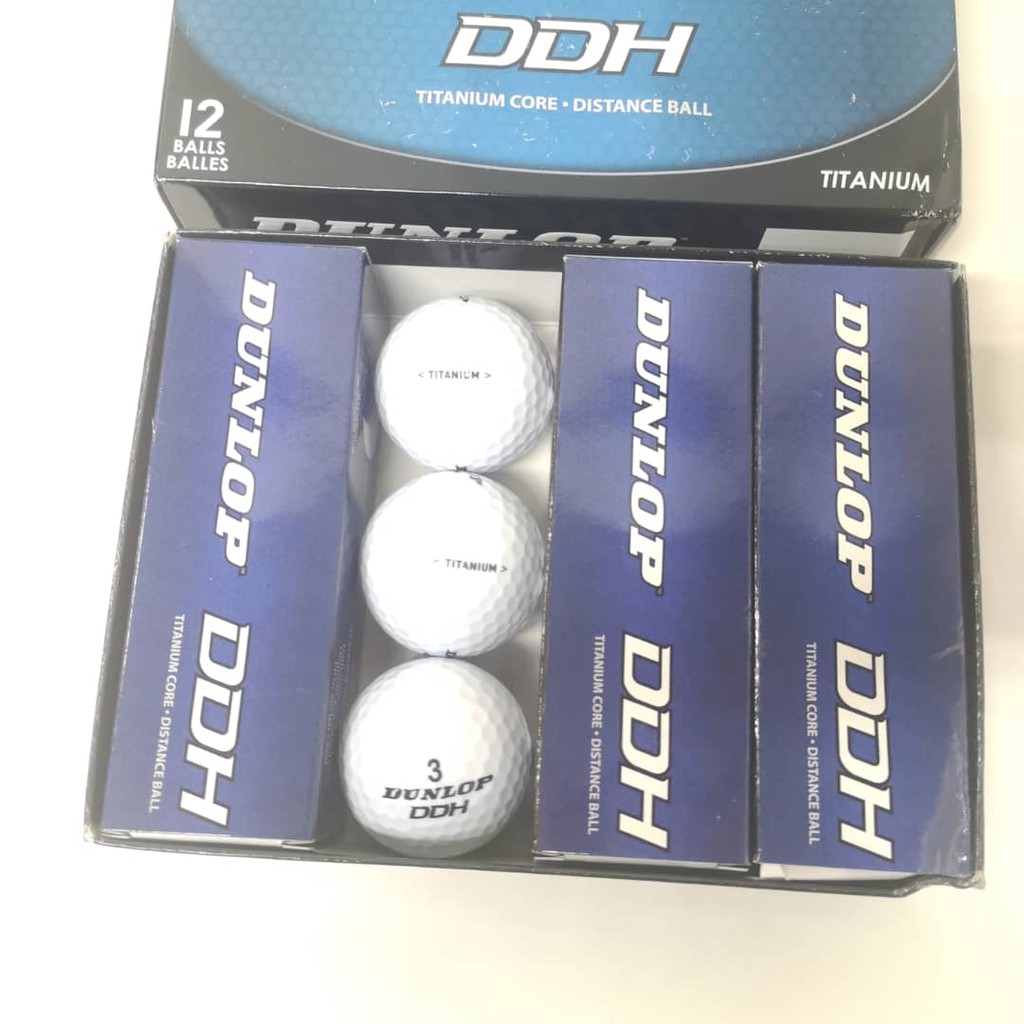 DDH
TITANIUM CORE • DISTANCE BALL
12
BALLS
BALLES
TITANIUM
DUNLOP
DUNLOP DDH
TITANIUM CORE • DISTANCE BALL
< TITANIUM >
TITANIUM >
3
DUNLOP
DDH
DUNLOP DDH
TITANIUM CORE • DISTANCE BALL
DUNLOP DDH
TITANIUM CORE • DISTANCE BALL